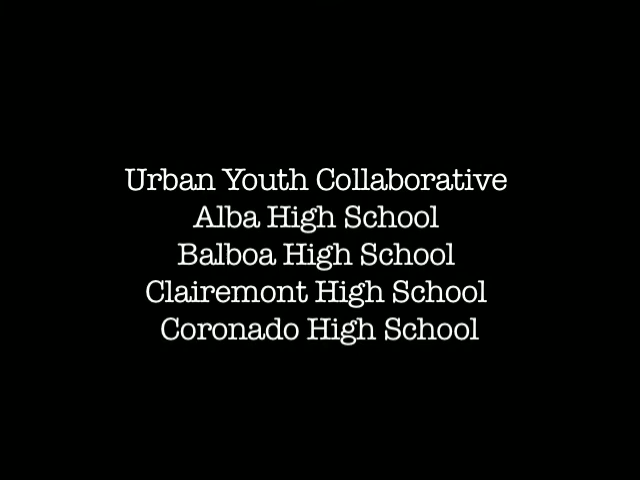 Urban Youth Collaborative
Alba High School
Balboa High School
Clairemont High School
Coronado High School